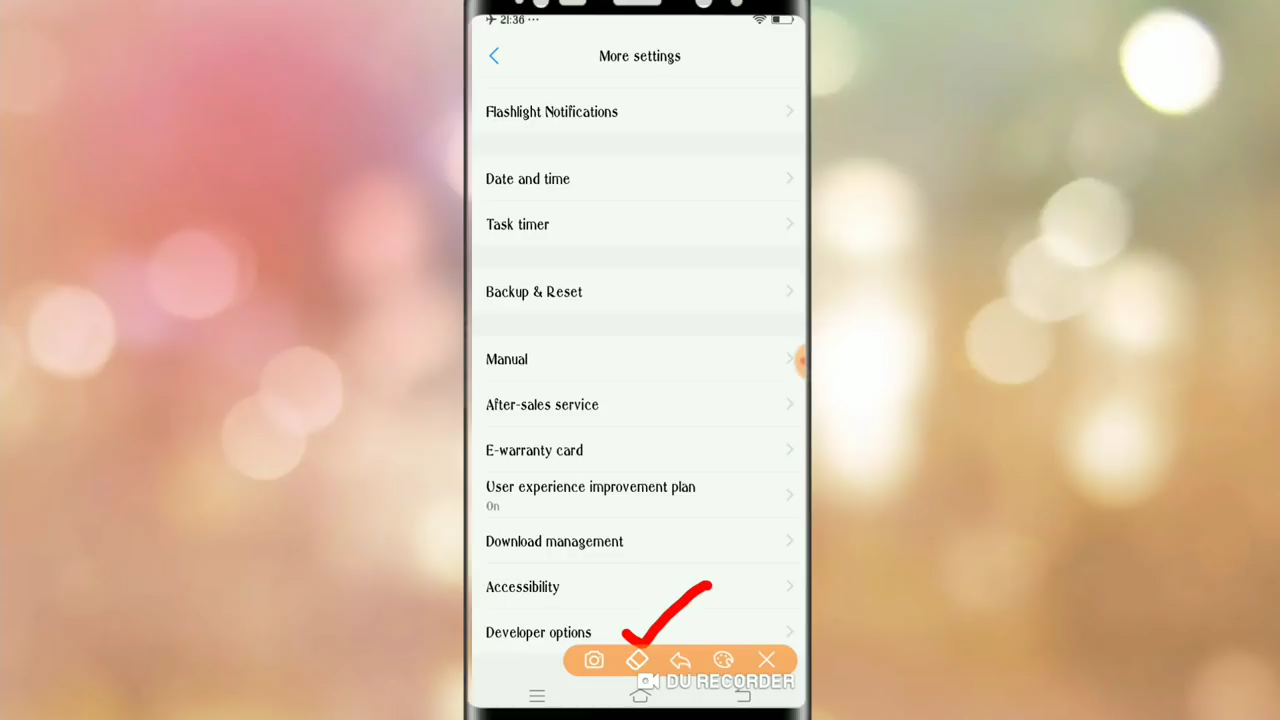 21:36 ...
More settings
Flashlight Notifications
Date and time
Task timer
Backup & Reset
Manual
After-sales service
E-warranty card
User experience improvement plan
On
Download management
Accessibility
Developer options
DU RECORDER